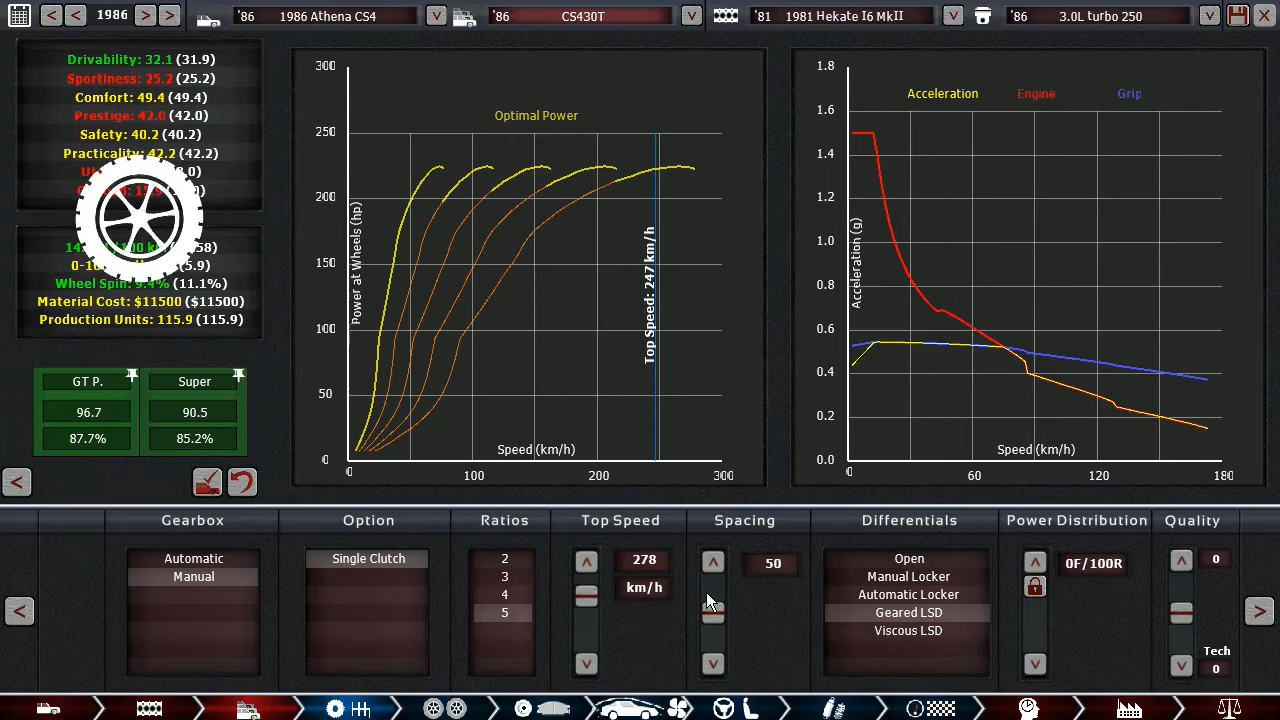 1986
'86 1986 Athena CS4
'86 CS430T
'81 1981 Hekate I6 MkII
'86 3.0L turbo 250
Drivability: 32.1 (31.9)
Sportiness: 25.2 (25.2)
Comfort: 49.4 (49.4)
Prestige: 42.0 (42.0)
Safety: 40.2 (40.2)
Practicality: 42.2 (42.2)
Wheel Spin: 9.4% (11.1%)
Material Cost: $11500 ($11500)
Production Units: 115.9 (115.9)
GT P. Super
96.7 90.5
87.7% 85.2%
300
250
200
150
100
50
0
Power at Wheels (hp)
Optimal Power
Top Speed: 247 km/h
Speed (km/h)
0 100 200 300
1.8
1.6
1.4
1.2
1.0
0.8
0.6
0.4
0.2
0.0
Acceleration (g)
Acceleration Engine Grip
Speed (km/h)
0 60 120 180
Gearbox
Automatic
Manual
Option
Single Clutch
Ratios
2
3
4
5
Top Speed
278
km/h
Spacing
50
Differentials
Open
Manual Locker
Automatic Locker
Geared LSD
Viscous LSD
Power Distribution
0F/100R
Quality
0
Tech
0